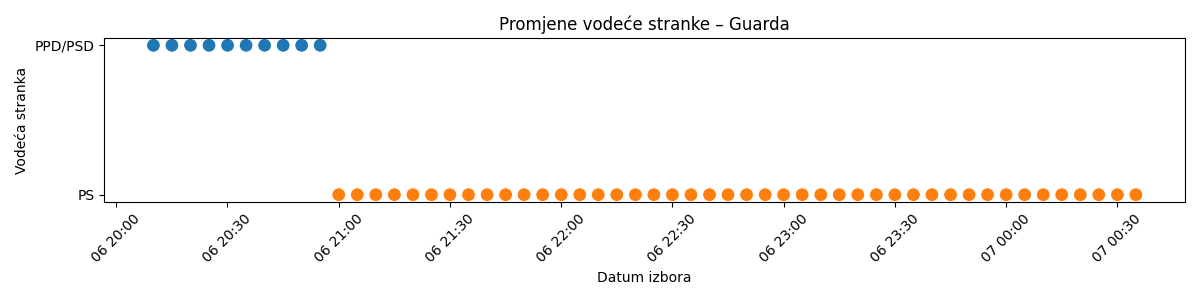 Promjene vodeće stranke – Guarda
Vodeća stranka
PPD/PSD
PS
06 20:00
06 20:30
06 21:00
06 21:30
06 22:00
06 22:30
06 23:00
06 23:30
07 00:00
07 00:30
Datum izbora